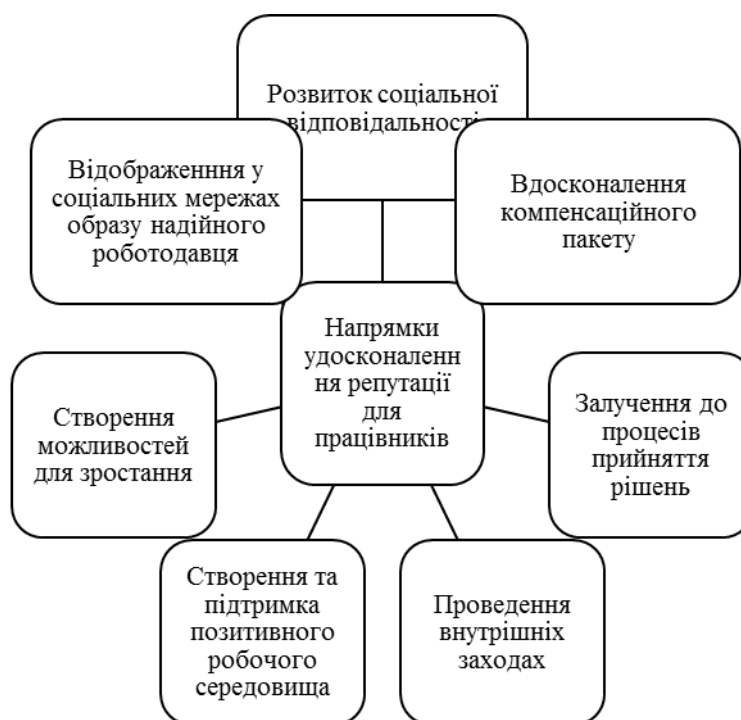 Розвиток соціальної
відповідальності
Відображенння у
соціальних мережах
образу надійного
роботодавця
Вдосконалення
компенсаційного
пакету
Напрямки
удосконаленн
ня репутації
для
працівників
Створення
можливостей
для зростання
Залучення до
процесів
прийняття
рішень
Створення та
підтримка
позитивного
робочого
середовища
Проведення
внутрішніх
заходах